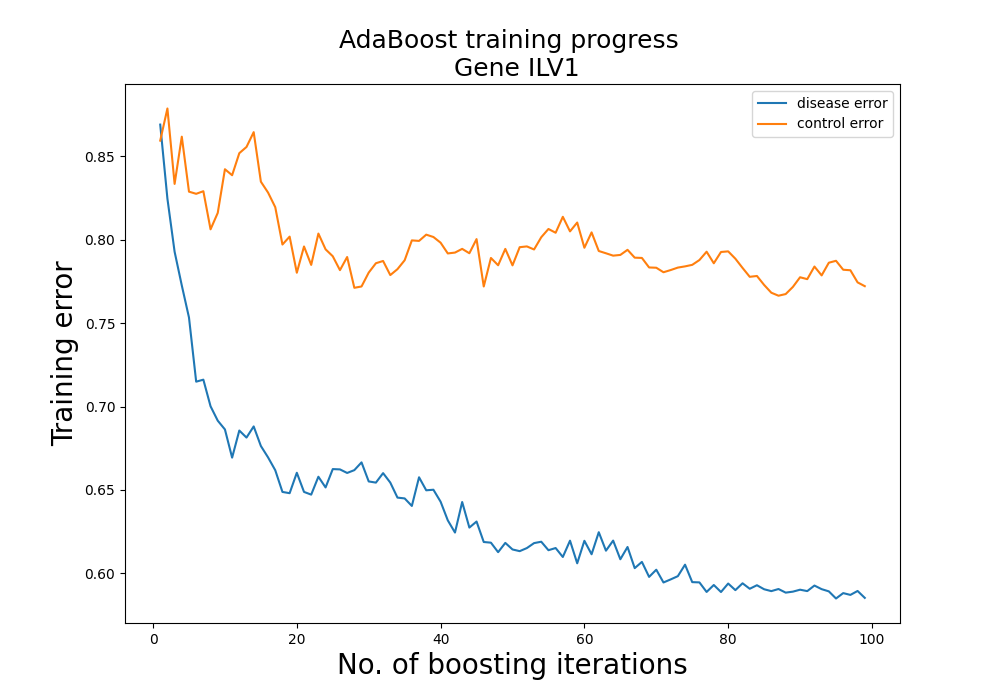 AdaBoost training progress
Gene ILV1
disease error
control error
Training error
0.85
0.80
0.75
0.70
0.65
0.60
0
20
40
60
80
100
No. of boosting iterations